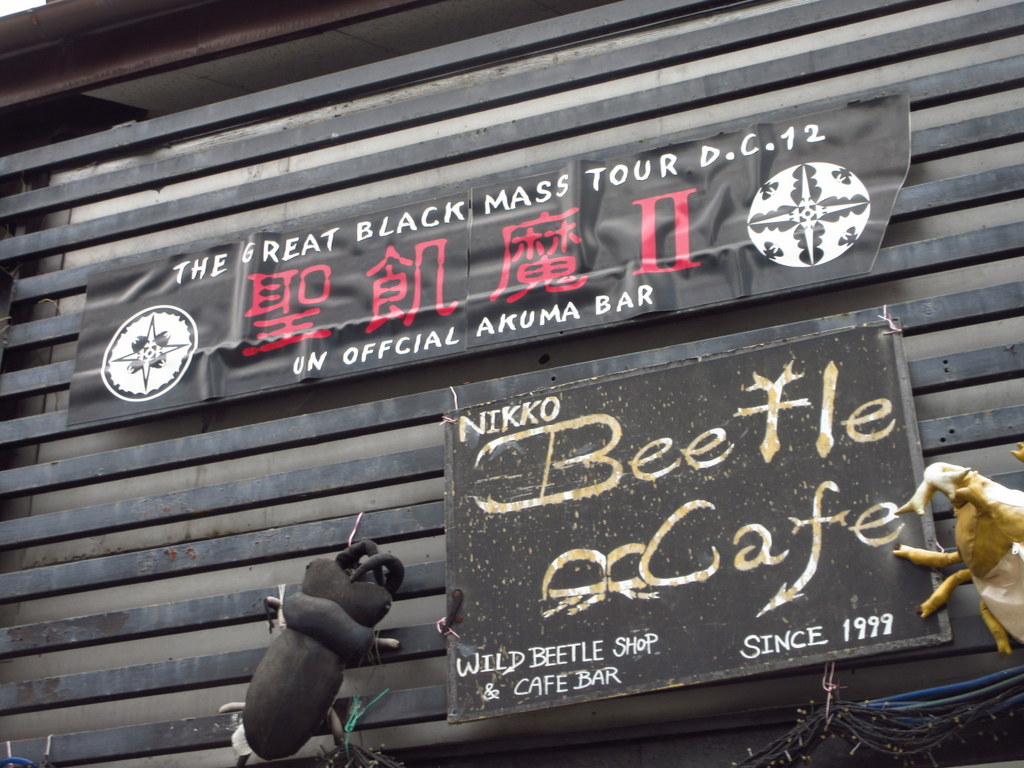 THE GREAT BLACK MASS TOUR D.C.12
聖飢魔II
UN OFFCIAL AKUMA BAR
NIKKO
Beetle
Cafe
WILD BEETLE SHOP
& CAFE BAR
SINCE 1999